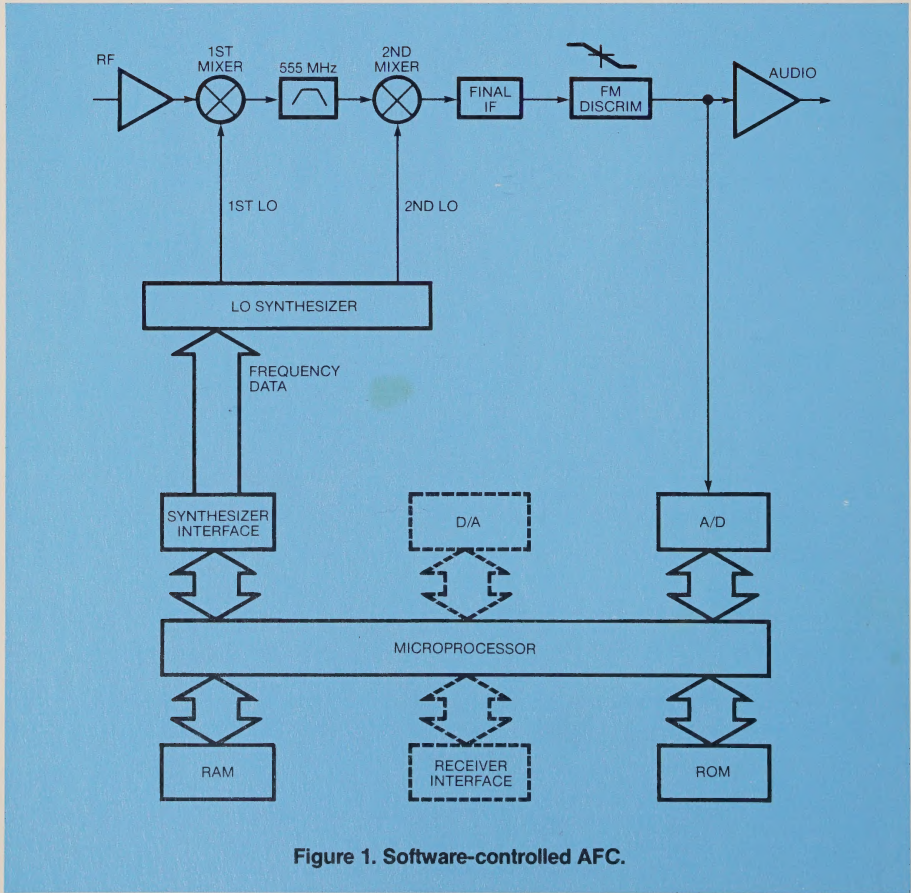 RF
1ST
MIXER
555 MHz
2ND
MIXER
FINAL
IF
FM
DISCRIM
AUDIO
1ST LO
2ND LO
LO SYNTHESIZER
FREQUENCY
DATA
SYNTHESIZER
INTERFACE
D/A
A/D
MICROPROCESSOR
RAM
RECEIVER
INTERFACE
ROM
Figure 1. Software-controlled AFC.